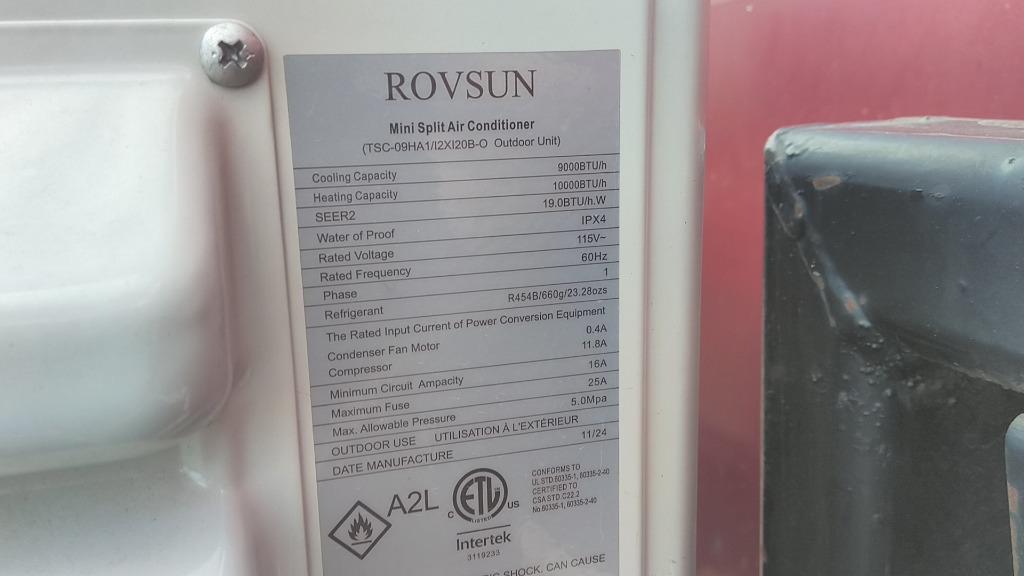 ROVSUN
Mini Split Air Conditioner
(TSC-09HA1/I2XI20B-O Outdoor Unit)
Cooling Capacity 9000BTU/h
Heating Capacity 10000BTU/h
SEER2 19.0BTU/h.W
Water of Proof IPX4
Rated Voltage 115V~
Rated Frequency 60Hz
Phase 1
Refrigerant R454B/660g/23.28ozs
The Rated Input Current of Power Conversion Equipment
Condenser Fan Motor 0.4A
Compressor 11.8A
Minimum Circuit Ampacity 16A
Maximum Fuse 25A
Max. Allowable Pressure 5.0Mpa
OUTDOOR USE UTILISATION À L'EXTÉRIEUR
DATE MANUFACTURE 11/24
A2L
C ETL US
LISTED
Intertek
3119233
CONFORMS TO
UL STD.60335-1, 60335-2-40
CERTIFIED TO
CSA STD.C22.2
No.60335-1, 60335-2-40
SHOCK. CAN CAUSE